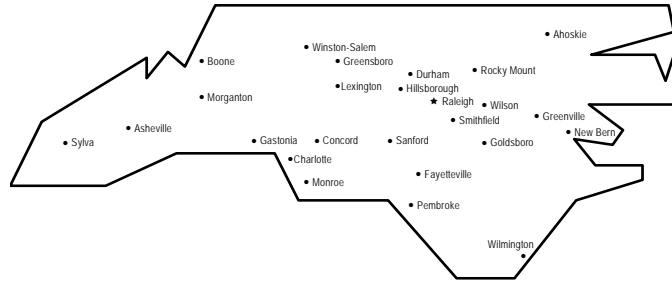 Ahoskie
Winston-Salem
Boone
Greensboro
Durham
Rocky Mount
Lexington
Hillsborough
Morganton
Raleigh
Wilson
Greenville
Smithfield
Asheville
New Bern
Sylva
Gastonia
Concord
Sanford
Goldsboro
Charlotte
Fayetteville
Monroe
Pembroke
Wilmington